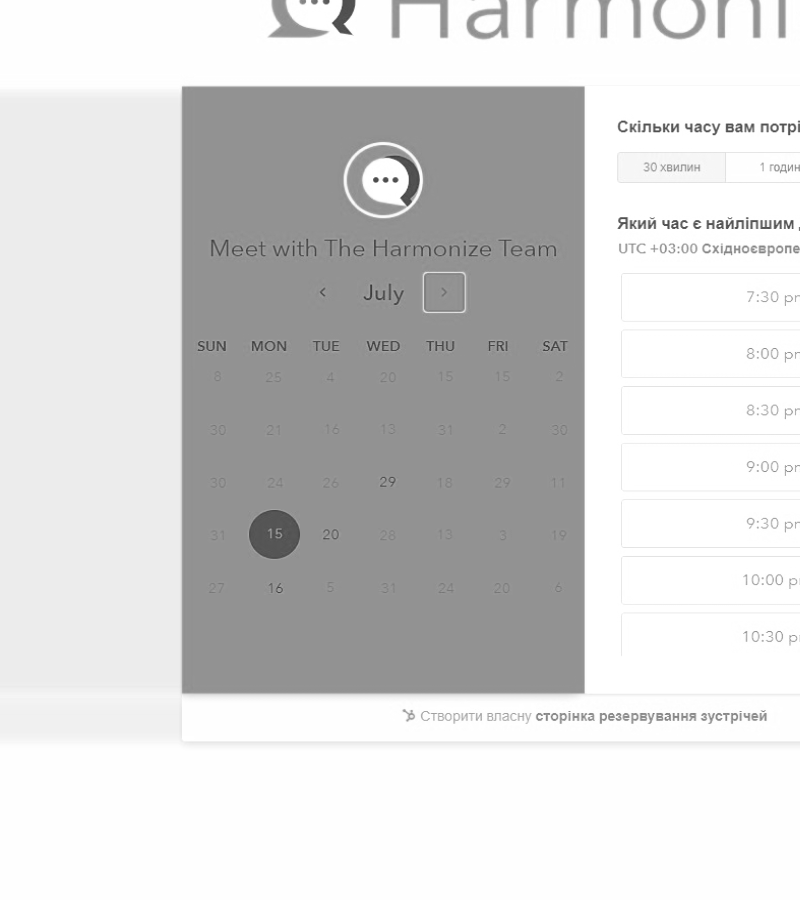 Harmoni
Meet with The Harmonize Team
July
SUN MON TUE WED THU FRI SAT
8 25 4 20 15 15 2
30 21 16 13 31 2 30
30 24 26 29 18 29 11
31 15 20 28 13 3 19
27 16 5 31 24 20 6
Скільки часу вам потрі
30 хвилин 1 годин
Який час є найліпшим
UTC +03:00 Східноєвропе
7:30 pr
8:00 pr
8:30 pr
9:00 pr
9:30 pr
10:00 p
10:30 p
Створити власну сторінка резервування зустрічей